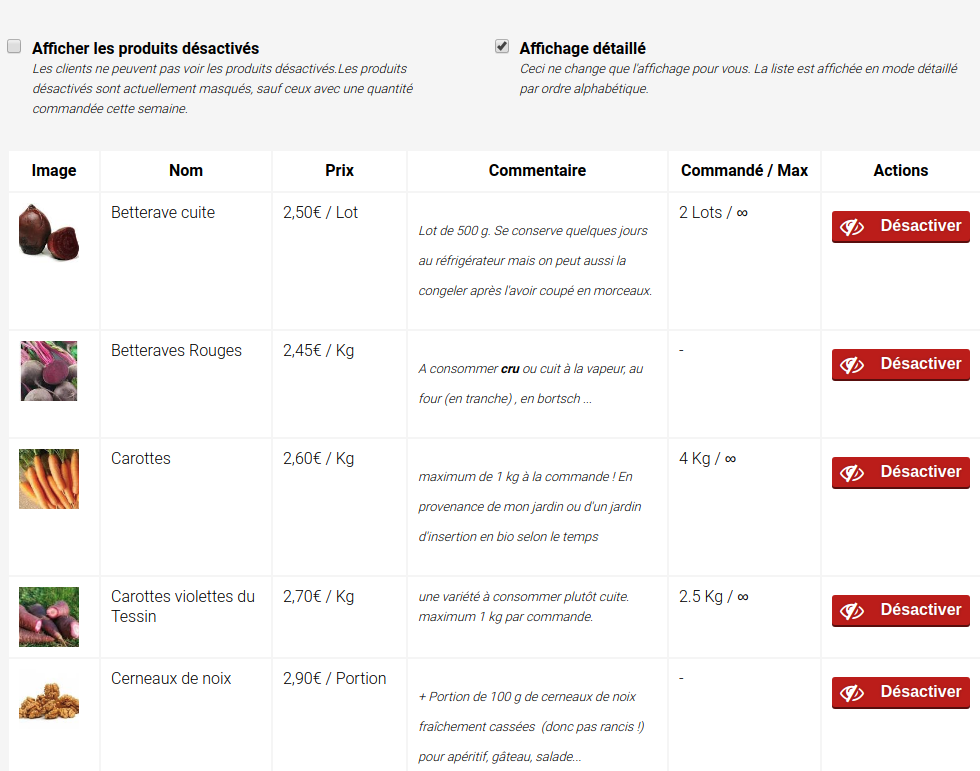 Afficher les produits désactivés
Les clients ne peuvent pas voir les produits désactivés.Les produits
désactivés sont actuellement masqués, sauf ceux avec une quantité
commandée cette semaine.
Affichage détaillé
Ceci ne change que l'affichage pour vous. La liste est affichée en mode détaillé
par ordre alphabétique.
Image Nom Prix Commentaire Commandé / Max Actions
Betterave cuite 2,50€ / Lot 2 Lots / ∞ Désactiver
Lot de 500 g. Se conserve quelques jours
au réfrigérateur mais on peut aussi la
congeler après l'avoir coupé en morceaux.
Betteraves Rouges 2,45€ / Kg - Désactiver
A consommer cru ou cuit à la vapeur, au
four (en tranche) , en bortsch ...
Carottes 2,60€ / Kg 4 Kg / ∞ Désactiver
maximum de 1 kg à la commande ! En
provenance de mon jardin ou d'un jardin
d'insertion en bio selon le temps
Carottes violettes du
Tessin
2,70€ / Kg
une variété à consommer plutôt cuite.
maximum 1 kg par commande.
2.5 Kg / ∞ Désactiver
Cerneaux de noix 2,90€ / Portion - Désactiver
+ Portion de 100 g de cerneaux de noix
fraîchement cassées (donc pas rancis !)
pour apéritif, gâteau, salade...